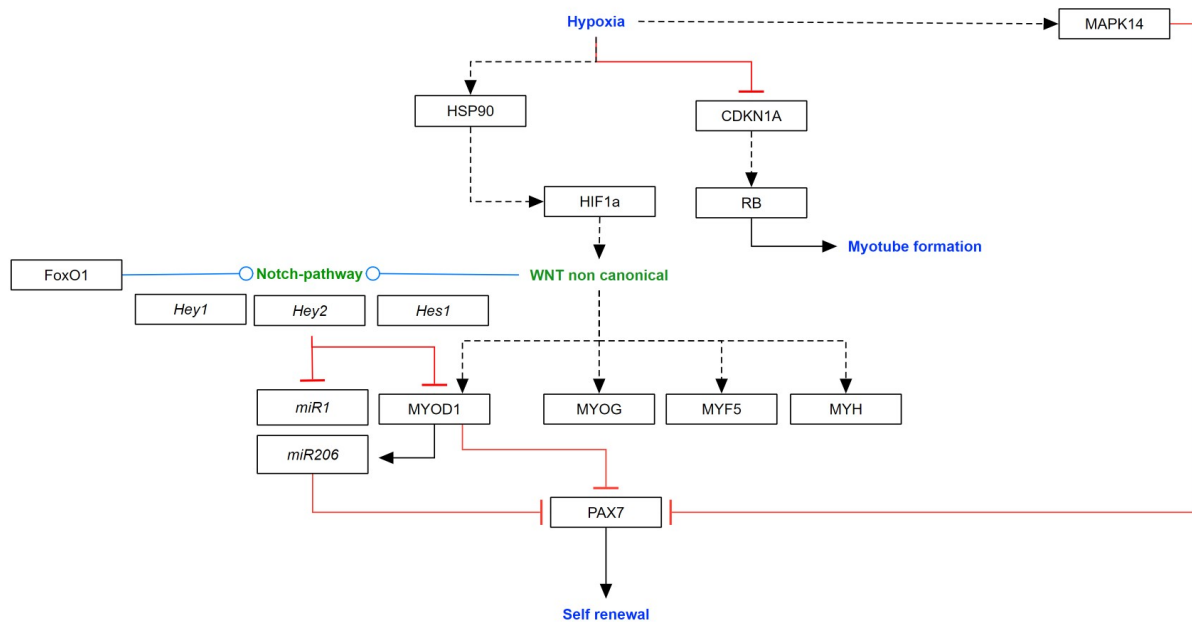 Hypoxia
MAPK14
HSP90
CDKN1A
HIF1a
RB
Myotube formation
FoxO1
Notch-pathway
WNT non canonical
Hey1
Hey2
Hes1
miR1
MYOD1
MYOG
MYF5
MYH
miR206
PAX7
Self renewal